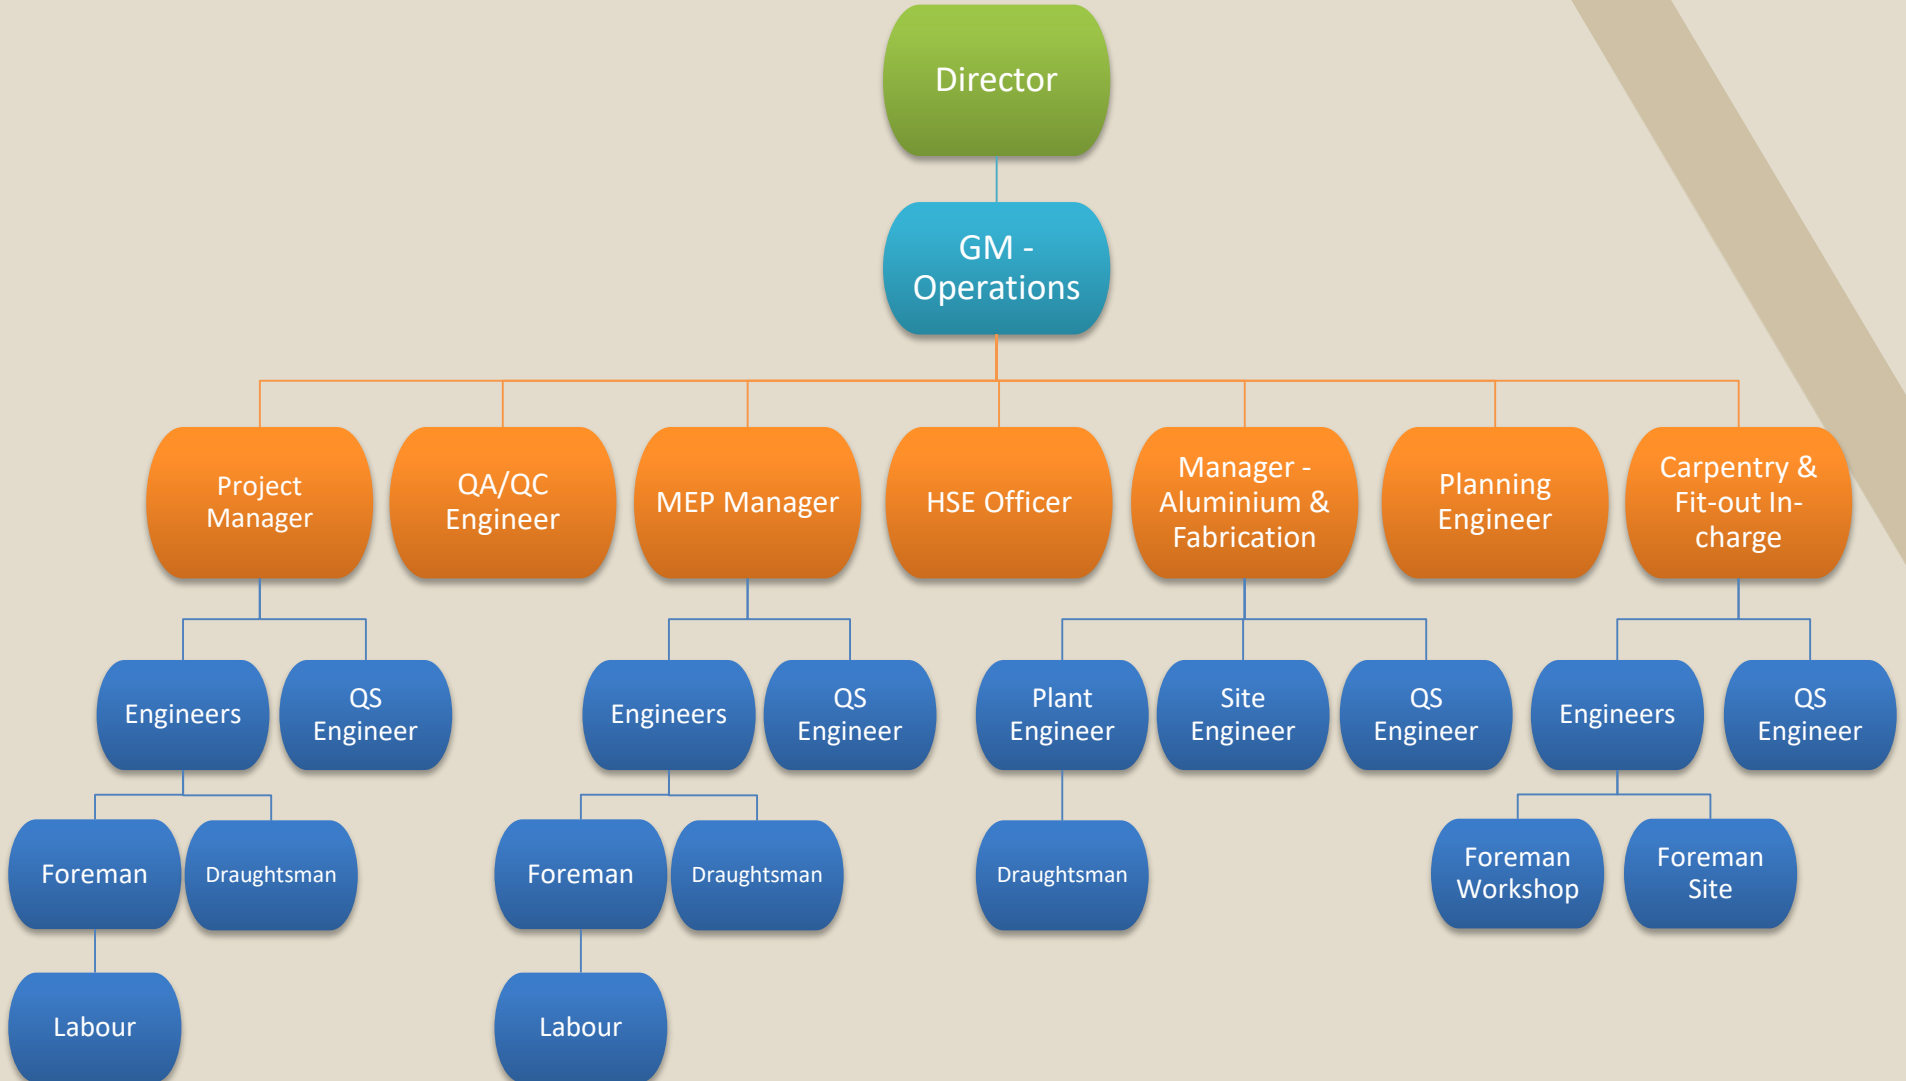 Director
GM -
Operations
Project
Manager
QA/QC
Engineer
MEP Manager
HSE Officer
Manager -
Aluminium &
Fabrication
Planning
Engineer
Carpentry &
Fit-out In-
charge
Engineers
QS
Engineer
Engineers
QS
Engineer
Plant
Engineer
Site
Engineer
QS
Engineer
Engineers
QS
Engineer
Foreman
Draughtsman
Foreman
Draughtsman
Draughtsman
Foreman
Workshop
Foreman
Site
Labour
Labour